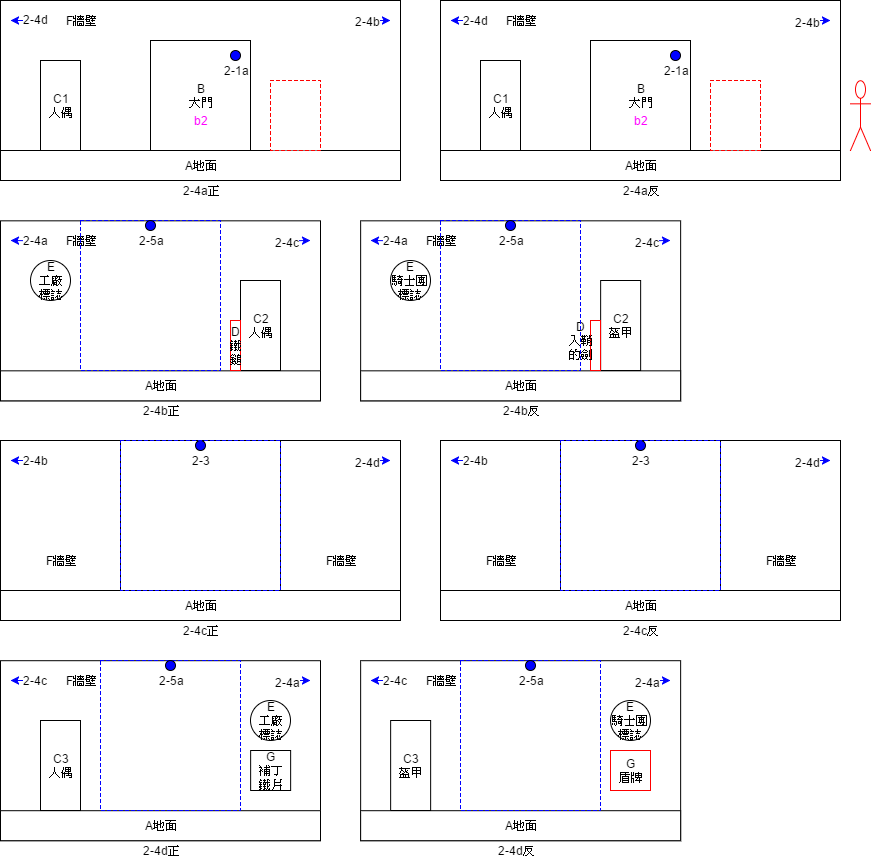 2-4d F牆壁 2-4b
2-1a
C1
人偶
B
大門
b2
A地面
2-4a正
2-4d F牆壁 2-4b
2-1a
C1
人偶
B
大門
b2
A地面
2-4a反
2-4a F牆壁 2-5a 2-4c
E
工廠
標誌
C2
人偶
D
鐵
鎚
A地面
2-4b正
2-4a F牆壁 2-5a 2-4c
E
騎士團
標誌
C2
盔甲
D
入鞘
的劍
A地面
2-4b反
2-4b 2-3 2-4d
F牆壁 F牆壁
A地面
2-4c正
2-4b 2-3 2-4d
F牆壁 F牆壁
A地面
2-4c反
2-4c F牆壁 2-5a 2-4a
E
工廠
標誌
C3
人偶
G
補丁
鐵片
A地面
2-4d正
2-4c F牆壁 2-5a 2-4a
E
騎士團
標誌
C3
盔甲
G
盾牌
A地面
2-4d反